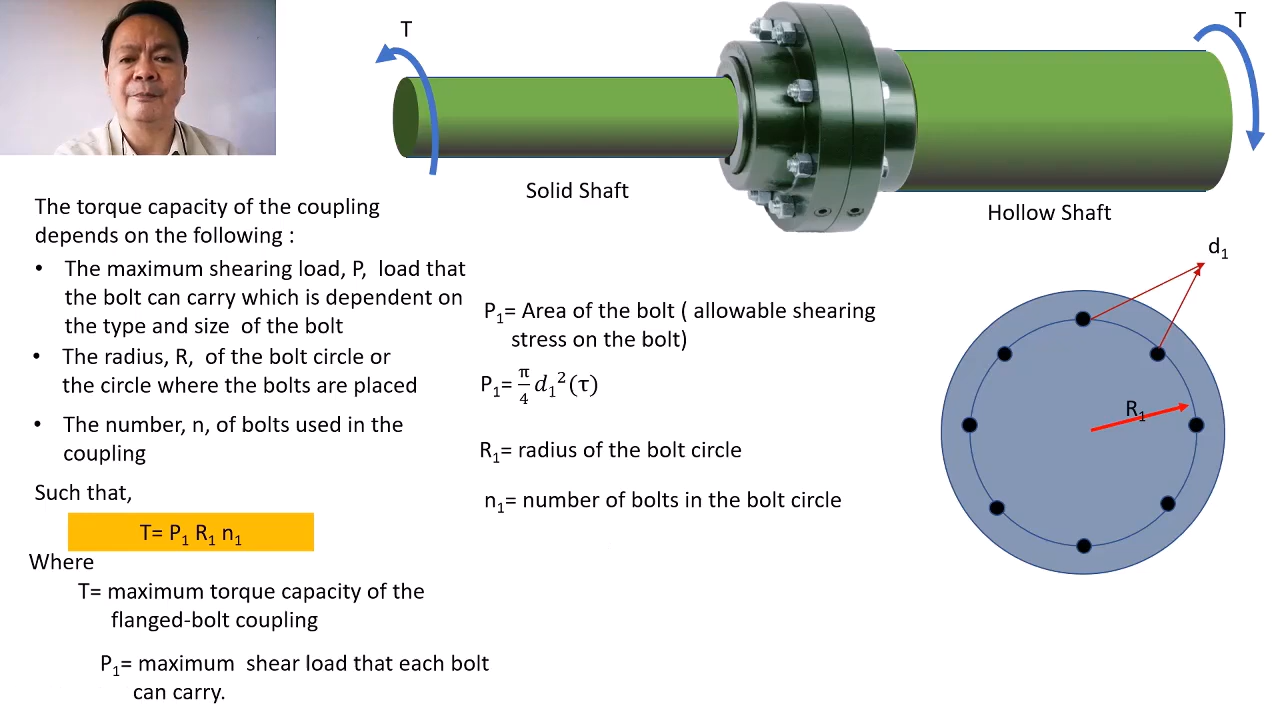 T
T
Solid Shaft
Hollow Shaft
The torque capacity of the coupling
depends on the following :
• The maximum shearing load, P, load that
the bolt can carry which is dependent on
the type and size of the bolt
• The radius, R, of the bolt circle or
the circle where the bolts are placed
• The number, n, of bolts used in the
coupling
Such that,
T= P₁ R₁ n₁
Where
T= maximum torque capacity of the
flanged-bolt coupling
P₁= maximum shear load that each bolt
can carry.
P₁= Area of the bolt ( allowable shearing
stress on the bolt)
P₁= π/4 d₁²(τ)
R₁= radius of the bolt circle
n₁= number of bolts in the bolt circle
d₁
R₁